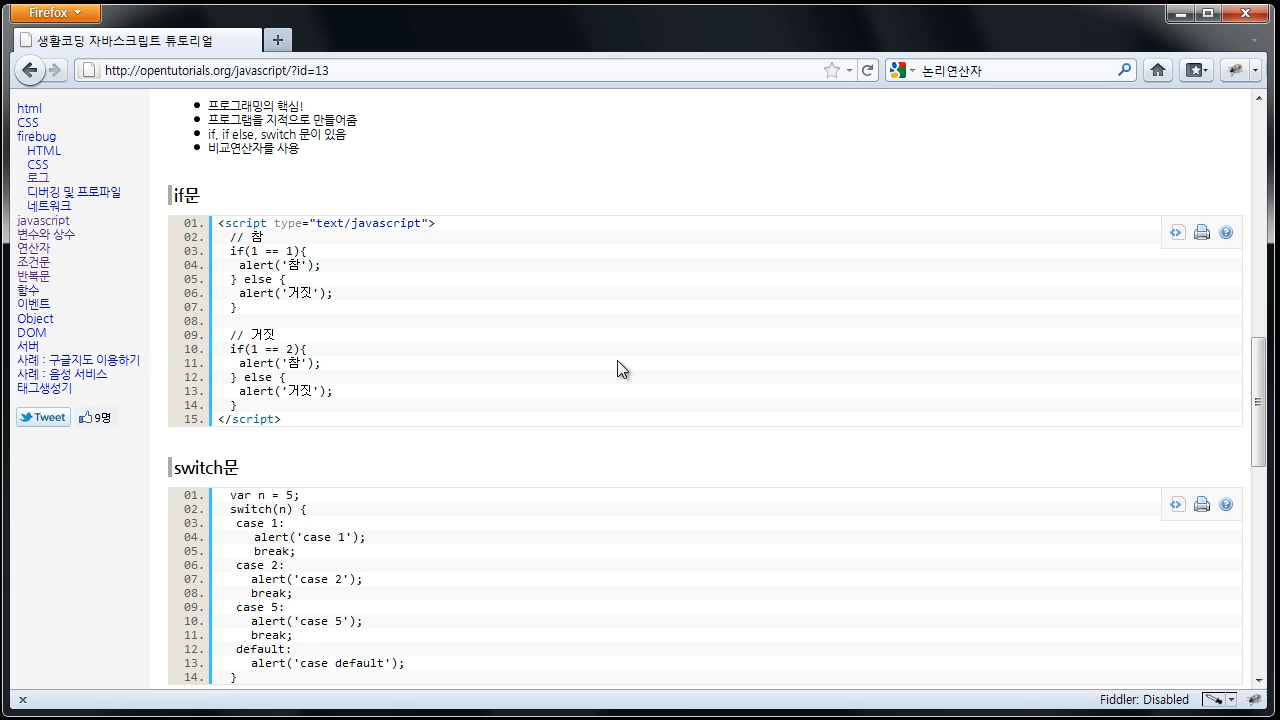 Firefox
생활코딩 자바스크립트 튜토리얼
http://opentutorials.org/javascript/?id=13
논리연산자
html
CSS
firebug
HTML
CSS
로그
디버깅 및 프로파일
네트워크
javascript
변수와 상수
연산자
조건문
반복문
함수
이벤트
Object
DOM
서버
사례 : 구글지도 이용하기
사례 : 음성 서비스
태그생성기
Tweet
9명
프로그래밍의 핵심!
프로그램을 지적으로 만들어줌
if, if else, switch 문이 있음
비교연산자를 사용
if문
01. <script type="text/javascript">
02. // 참
03. if(1 == 1){
04. alert('참');
05. } else {
06. alert('거짓');
07. }
08.
09. // 거짓
10. if(1 == 2){
11. alert('참');
12. } else {
13. alert('거짓');
14. }
15. </script>
switch문
01. var n = 5;
02. switch(n) {
03. case 1:
04. alert('case 1');
05. break;
06. case 2:
07. alert('case 2');
08. break;
09. case 5:
10. alert('case 5');
11. break;
12. default:
13. alert('case default');
14. }
Fiddler: Disabled